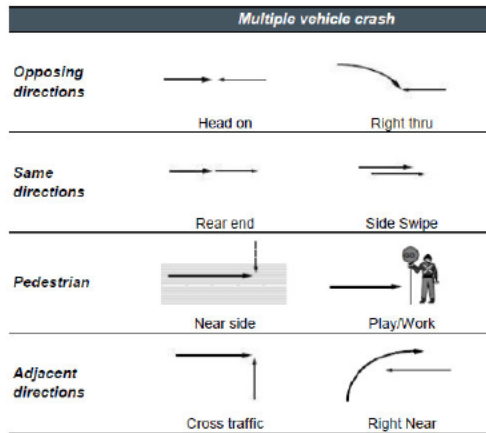 Multiple vehicle crash
Opposing
directions
Head on
Right thru
Same
directions
Rear end
Side Swipe
Pedestrian
Near side
Play/Work
Adjacent
directions
Cross traffic
Right Near